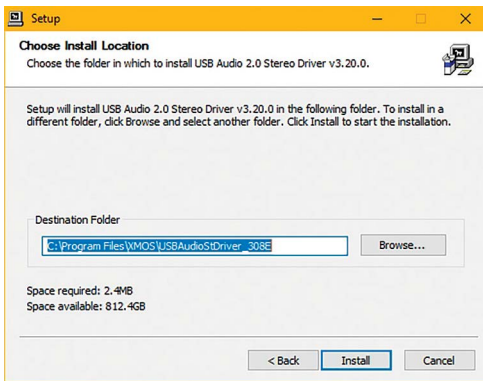 Setup
Choose Install Location
Choose the folder in which to install USB Audio 2.0 Stereo Driver v3.20.0.
Setup will install USB Audio 2.0 Stereo Driver v3.20.0 in the following folder. To install in a
different folder, click Browse and select another folder. Click Install to start the installation.
Destination Folder
C:\Program Files\XMOS\USBAudioStDriver_308E
Browse...
Space required: 2.4MB
Space available: 812.4GB
< Back
Install
Cancel